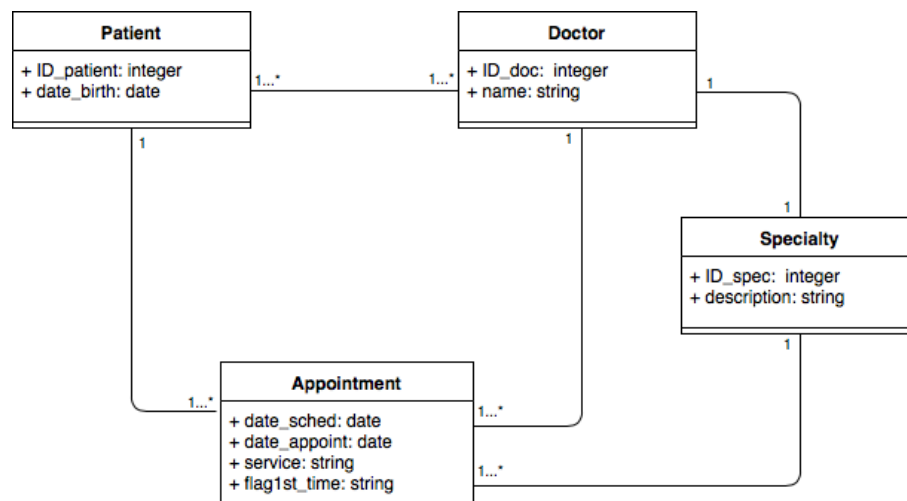 Patient
+ ID_patient: integer
+ date_birth: date
Doctor
+ ID_doc:  integer
+ name: string
1...*
1...*
1
1
1
1
Specialty
+ ID_spec:  integer
+ description: string
1
Appointment
+ date_sched: date
+ date_appoint: date
+ service: string
+ flag1st_time: string
1...*
1...*
1...*